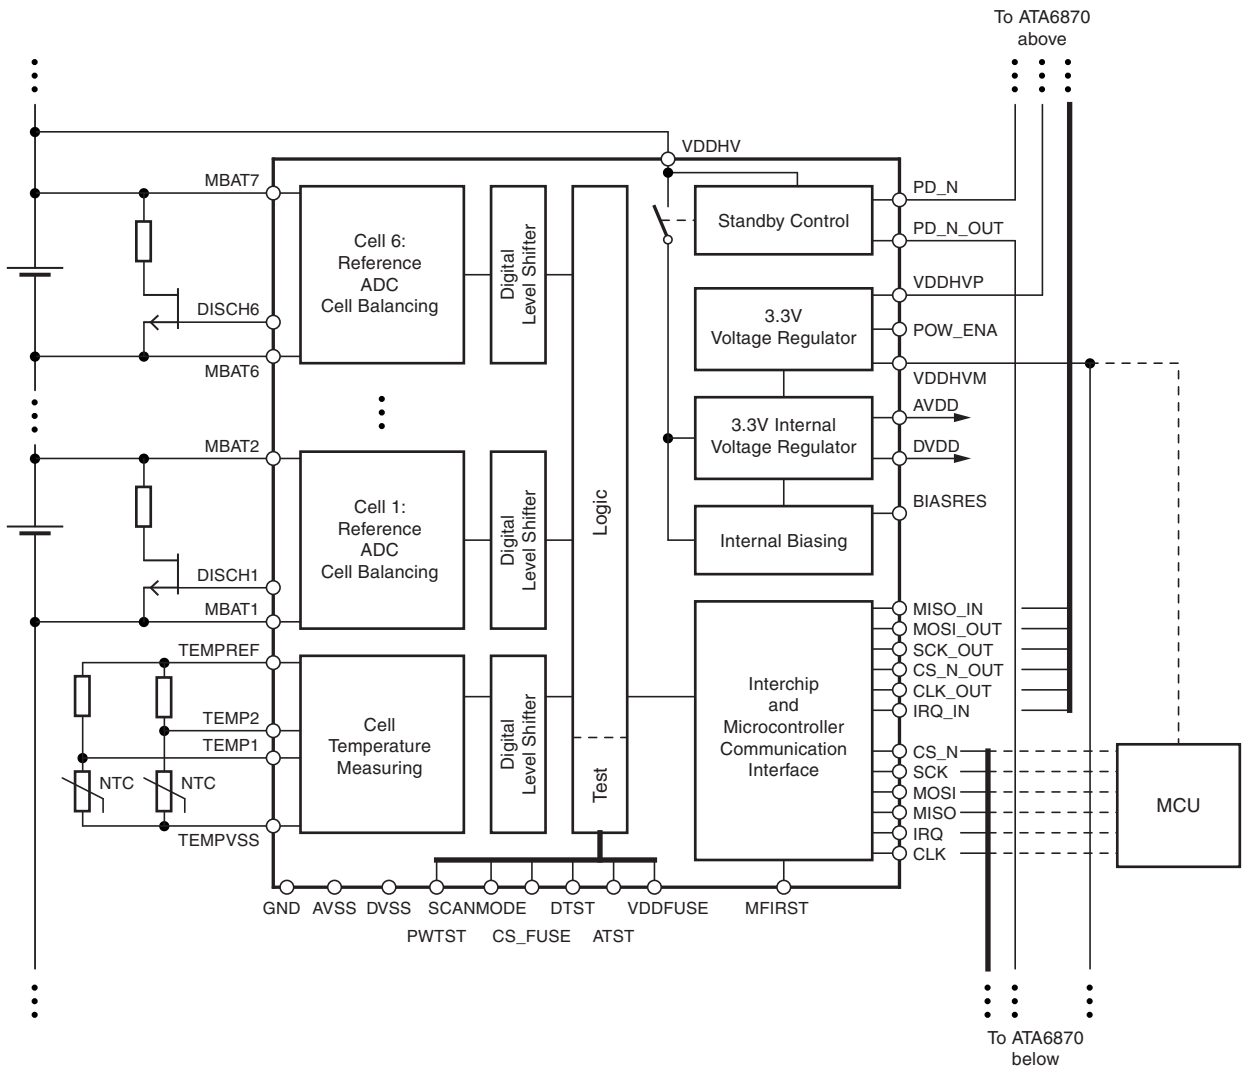 To ATA6870
above
VDDHV
MBAT7
PD_N
Standby Control
PD_N_OUT
Cell 6:
Reference
ADC
Cell Balancing
Digital
Level Shifter
VDDHVP
DISCH6
3.3V
Voltage Regulator
POW_ENA
MBAT6
VDDHVM
AVDD
3.3V Internal
Voltage Regulator
MBAT2
DVDD
Cell 1:
Reference
ADC
Cell Balancing
Digital
Level Shifter
Logic
BIASRES
Internal Biasing
DISCH1
MBAT1
MISO_IN
MOSI_OUT
SCK_OUT
CS_N_OUT
CLK_OUT
IRQ_IN
TEMPREF
TEMP2
TEMP1
NTC
NTC
TEMPVSS
Cell
Temperature
Measuring
Digital
Level Shifter
Test
Interchip
and
Microcontroller
Communication
Interface
CS_N
SCK
MOSI
MISO
IRQ
CLK
MCU
GND
AVSS
DVSS
SCANMODE
DTST
VDDFUSE
MFIRST
PWTST
CS_FUSE
ATST
To ATA6870
below